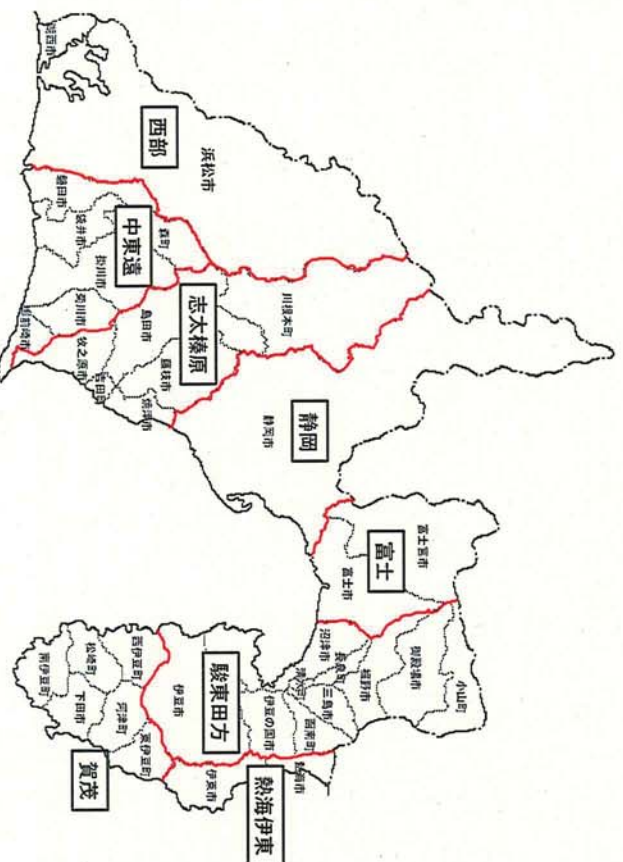 湖西市
浜松市
西部
磐田市
袋井市
森町
中東遠
掛川市
菊川市
御前崎市
川根本町
志太榛原
島田市
藤枝市
焼津市
吉田町
牧之原市
静岡
静岡市
富士宮市
富士
富士市
小山町
御殿場市
裾野市
長泉町
沼津市
三島市
清水町
函南町
伊豆の国市
駿東田方
伊豆市
熱海市
熱海伊東
伊東市
西伊豆町
東伊豆町
河津町
松崎町
下田市
南伊豆町
賀茂